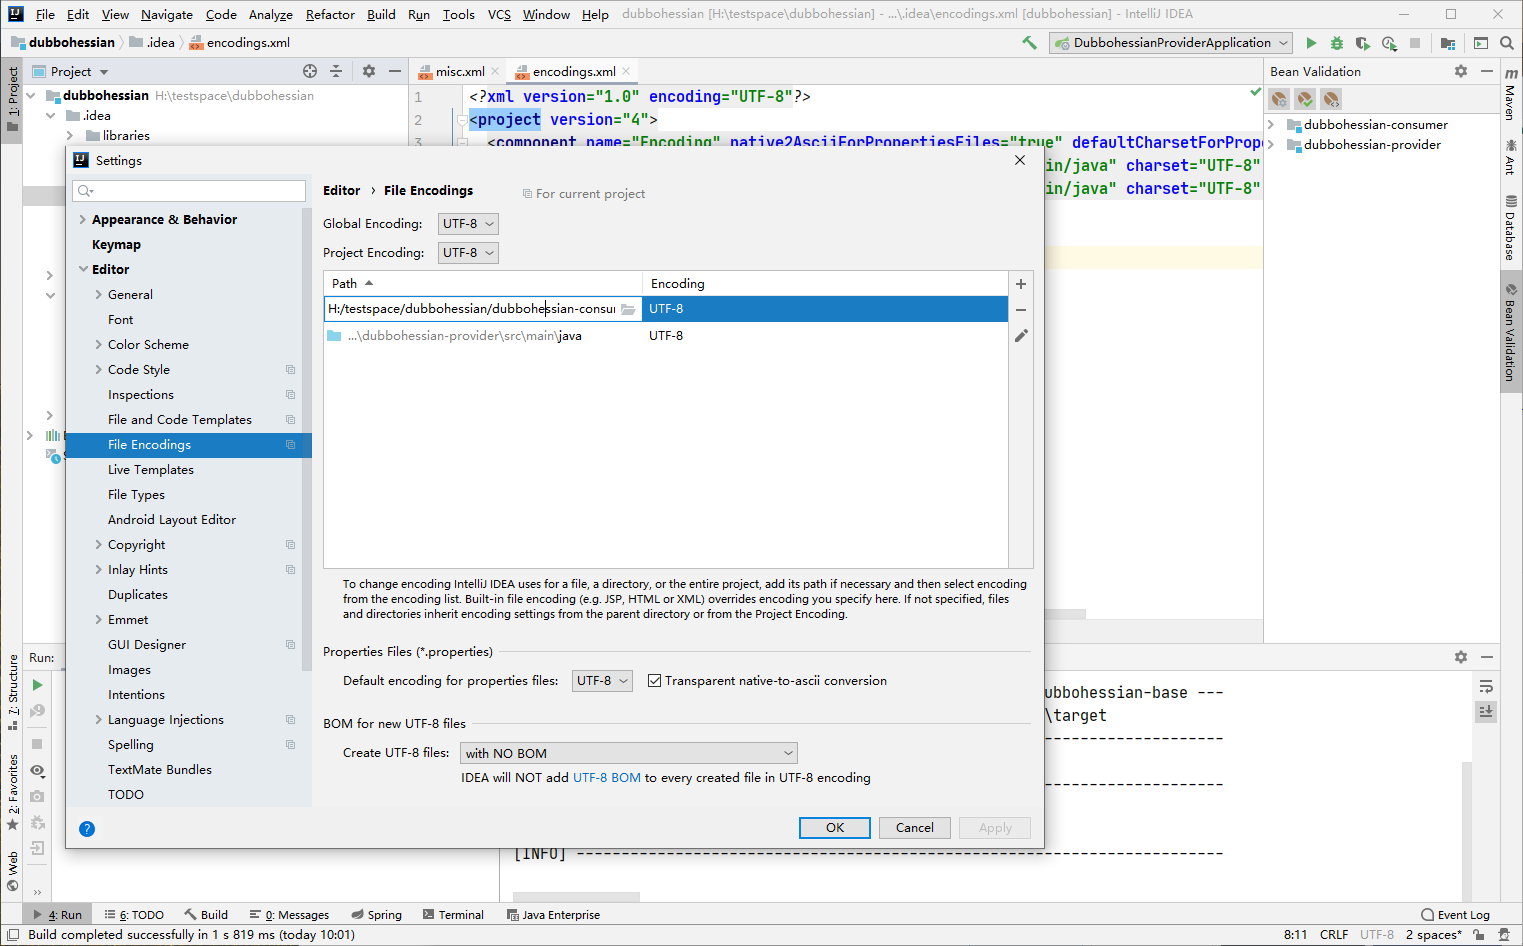 File Edit View Navigate Code Analyze Refactor Build Run Tools VCS Window Help dubbohessian [H:\testspace\dubbohessian] - ...\.idea\encodings.xml [dubbohessian] - IntelliJ IDEA
dubbohessian .idea encodings.xml DubbohessianProviderApplication
1: Project
Project
misc.xml encodings.xml
Bean Validation
dubbohessian H:\testspace\dubbohessian
.idea
libraries
1 <?xml version="1.0" encoding="UTF-8"?>
2 <project version="4">
3 <component name="Encoding" native2AsciiForPropertiesFiles="true" defaultCharsetForProp
in/java" charset="UTF-8"
in/java" charset="UTF-8"
dubbohessian-consumer
dubbohessian-provider
Maven
Ant
Database
Bean Validation
Settings
Appearance & Behavior
Keymap
Editor
General
Font
Color Scheme
Code Style
Inspections
File and Code Templates
File Encodings
Live Templates
File Types
Android Layout Editor
Copyright
Inlay Hints
Duplicates
Emmet
GUI Designer
Images
Intentions
Language Injections
Spelling
TextMate Bundles
TODO
Editor › File Encodings For current project
Global Encoding: UTF-8
Project Encoding: UTF-8
Path Encoding
H:/testspace/dubbohessian/dubbohessian-consu UTF-8
...\dubbohessian-provider\src\main\java UTF-8
To change encoding IntelliJ IDEA uses for a file, a directory, or the entire project, add its path if necessary and then select encoding
from the encoding list. Built-in file encoding (e.g. JSP, HTML or XML) overrides encoding you specify here. If not specified, files
and directories inherit encoding settings from the parent directory or from the Project Encoding.
Properties Files (*.properties)
Default encoding for properties files: UTF-8 Transparent native-to-ascii conversion
BOM for new UTF-8 files
Create UTF-8 files: with NO BOM
IDEA will NOT add UTF-8 BOM to every created file in UTF-8 encoding
OK Cancel Apply
Run:
7: Structure
2: Favorites
Web
ubbohessian-base ---
\target
[INFO] ------------------------------------------------------------------------
4: Run 6: TODO Build 0: Messages Spring Terminal Java Enterprise Event Log
Build completed successfully in 1 s 819 ms (today 10:01) 8:11 CRLF UTF-8 2 spaces*